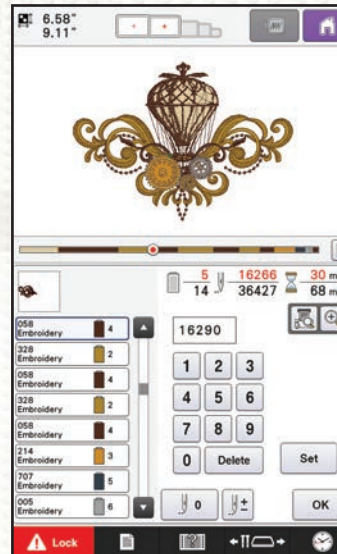 6.58"
9.11"
5 16266 30 m
14 36427 68 m
058
Embroidery 4
328
Embroidery 2
058
Embroidery 4
328
Embroidery 2
058
Embroidery 4
214
Embroidery 3
707
Embroidery 5
005
Embroidery 6
16290
1 2 3
4 5 6
7 8 9
0 Delete
Set
0
±
OK
Lock